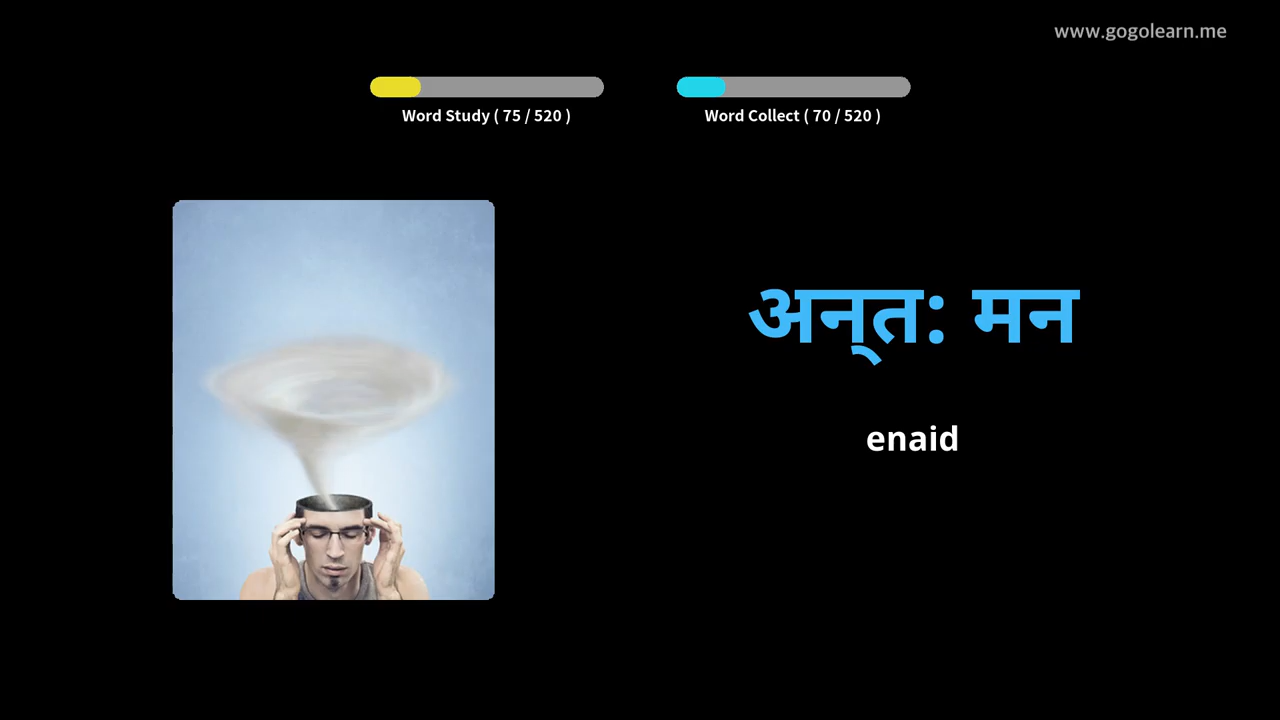 www.gogolearn.me
Word Study ( 75 / 520 )
Word Collect ( 70 / 520 )
अन्‌त: मन
enaid